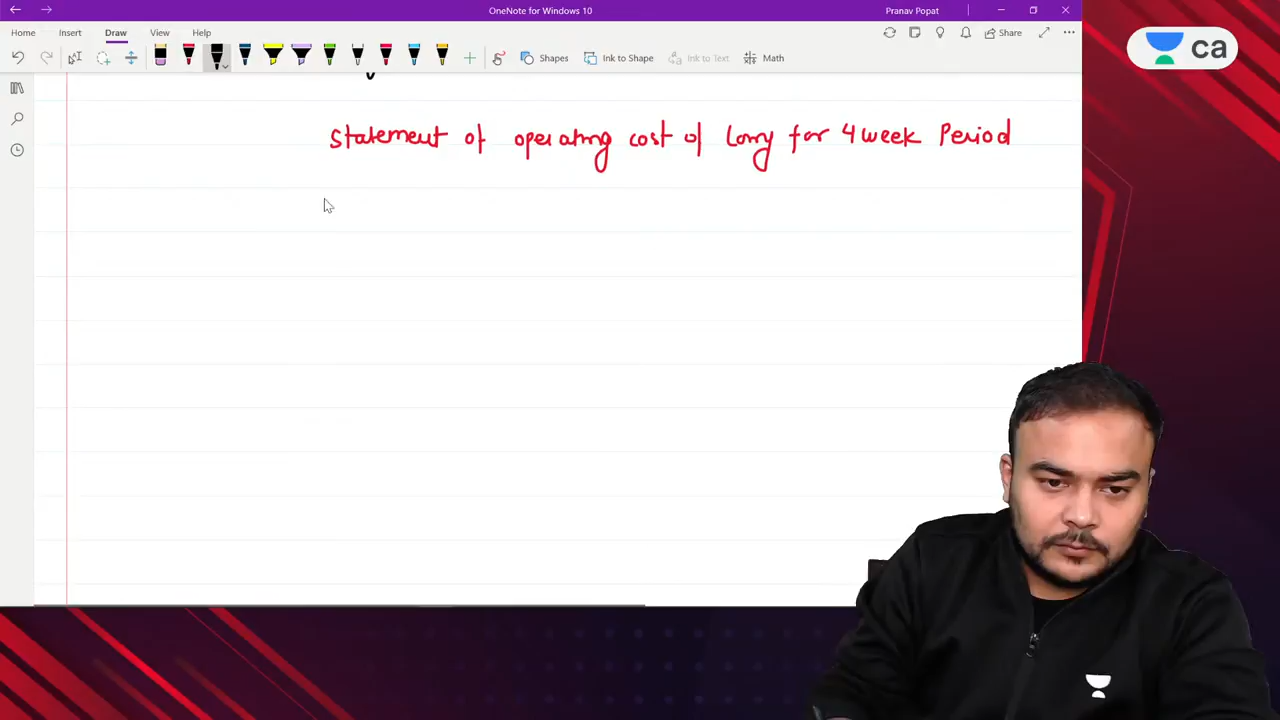 OneNote for Windows 10
Pranav Popat
Home Insert Draw View Help
Share
Shapes Ink to Shape Ink to Text Math
ca
Statement of operating cost of Lorry for 4 week Period